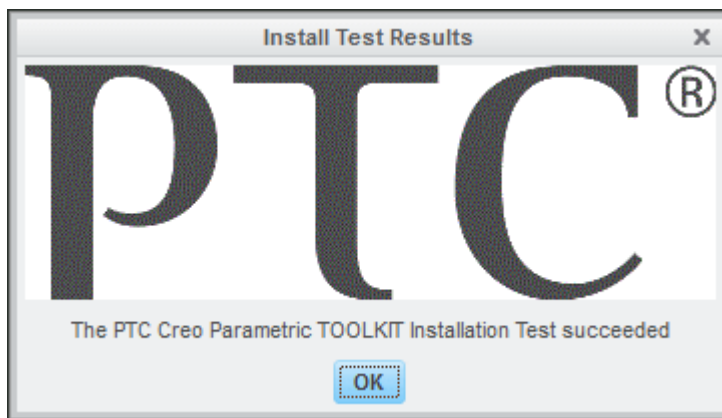 Install Test Results
PTC®
The PTC Creo Parametric TOOLKIT Installation Test succeeded
OK